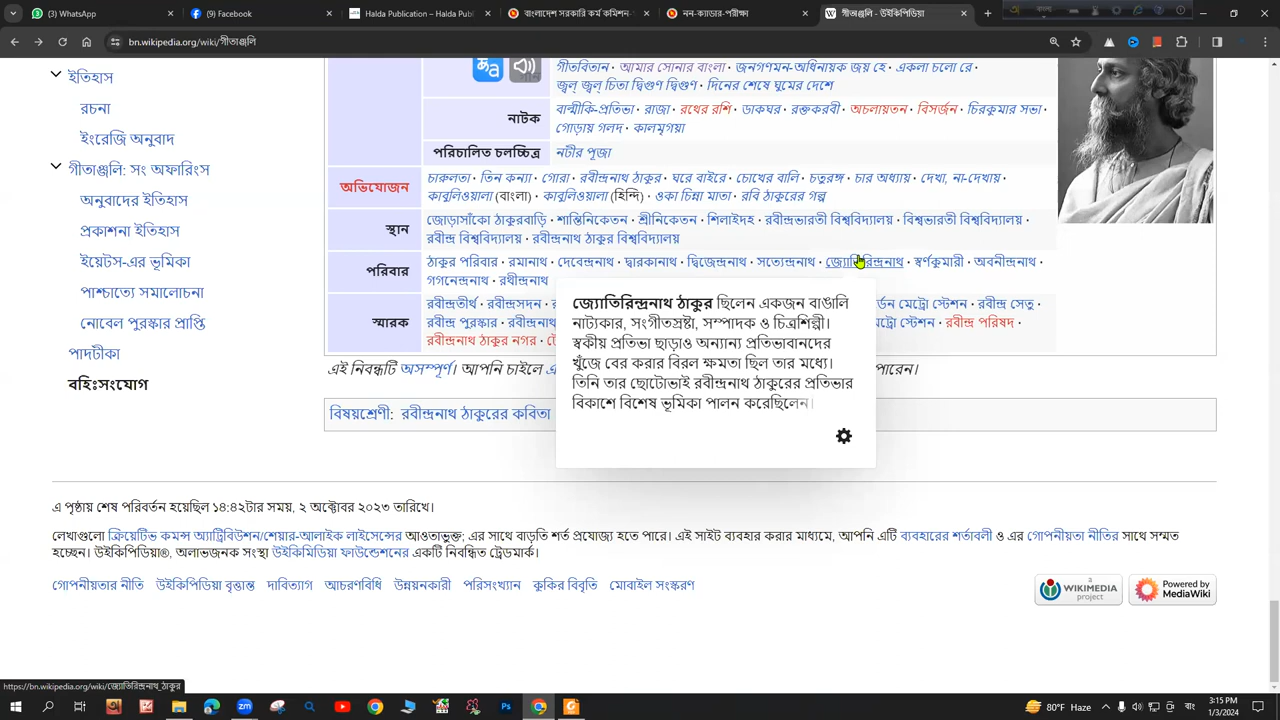 WhatsApp (3)
(9) Facebook
Halda Publication - Halda Publ
বাংলাদেশ সরকারি কর্ম কমিশন-
নন-ক্যাডার-পরীক্ষা
গীতাঞ্জলি - উইকিপিডিয়া
bn.wikipedia.org/wiki/গীতাঞ্জলি
গীতবিতান · আমার সোনার বাংলা · জনগণমন-অধিনায়ক জয় হে · একলা চলো রে ·
ইতিহাস
জ্বল্ জ্বল্ চিতা দ্বিগুণ দ্বিগুণ · দিনের শেষে ঘুমের দেশে
রচনা
নাটক
বাল্মীকি-প্রতিভা · রাজা · রথের রশি · ডাকঘর · রক্তকরবী · অচলায়তন · বিসর্জন · চিরকুমার সভা ·
গোড়ায় গলদ · কালমৃগয়া
ইংরেজি অনুবাদ
পরিচালিত চলচ্চিত্র
নটীর পূজা
গীতাঞ্জলি: সং অফারিংস
অভিযোজন
চারুলতা · তিন কন্যা · গোরা · রবীন্দ্রনাথ ঠাকুর · ঘরে বাইরে · চোখের বালি · চতুরঙ্গ · চার অধ্যায় · দেখা, না-দেখায় ·
কাবুলিওয়ালা (বাংলা) · কাবুলিওয়ালা (হিন্দি) · ওকা চিন্না মাতা · রবি ঠাকুরের গল্প
অনুবাদের ইতিহাস
স্থান
জোড়াসাঁকো ঠাকুরবাড়ি · শান্তিনিকেতন · শ্রীনিকেতন · শিলাইদহ · রবীন্দ্রভারতী বিশ্ববিদ্যালয় · বিশ্বভারতী বিশ্ববিদ্যালয় ·
রবীন্দ্র বিশ্ববিদ্যালয় · রবীন্দ্রনাথ ঠাকুর বিশ্ববিদ্যালয়
প্রকাশনা ইতিহাস
পরিবার
ঠাকুর পরিবার · রমানাথ · দেবেন্দ্রনাথ · দ্বারকানাথ · দ্বিজেন্দ্রনাথ · সত্যেন্দ্রনাথ · জ্যোতিরিন্দ্রনাথ · স্বর্ণকুমারী · অবনীন্দ্রনাথ ·
গগনেন্দ্রনাথ · রথীন্দ্রনাথ
ইয়েটস-এর ভূমিকা
পাশ্চাত্যে সমালোচনা
স্মারক
রবীন্দ্রতীর্থ · রবীন্দ্রসদন ·
র্ডন মেট্রো স্টেশন · রবীন্দ্র সেতু ·
রবীন্দ্র পুরস্কার · রবীন্দ্রনাথ
মেট্রো স্টেশন · রবীন্দ্র পরিষদ ·
রবীন্দ্রনাথ ঠাকুর নগর ·
নোবেল পুরস্কার প্রাপ্তি
পাদটীকা
বহিঃসংযোগ
জ্যোতিরিন্দ্রনাথ ঠাকুর ছিলেন একজন বাঙালি
নাট্যকার, সংগীতস্রষ্টা, সম্পাদক ও চিত্রশিল্পী।
স্বকীয় প্রতিভা ছাড়াও অন্যান্য প্রতিভাবানদের
খুঁজে বের করার বিরল ক্ষমতা ছিল তার মধ্যে।
তিনি তার ছোটোভাই রবীন্দ্রনাথ ঠাকুরের প্রতিভার
বিকাশে বিশেষ ভূমিকা পালন করেছিলেন।
এই নিবন্ধটি অসম্পূর্ণ। আপনি চাইলে এ
পারেন।
বিষয়শ্রেণী: রবীন্দ্রনাথ ঠাকুরের কবিতা
এ পৃষ্ঠায় শেষ পরিবর্তন হয়েছিল ১৪:৪২টার সময়, ২ অক্টোবর ২০২৩ তারিখে।
লেখাগুলো ক্রিয়েটিভ কমন্স অ্যাট্রিবিউশন/শেয়ার-আলাইক লাইসেন্সের আওতাভুক্ত; এর সাথে বাড়তি শর্ত প্রযোজ্য হতে পারে। এই সাইট ব্যবহার করার মাধ্যমে, আপনি এটি ব্যবহারের শর্তাবলী ও এর গোপনীয়তা নীতির সাথে সম্মত
হচ্ছেন। উইকিপিডিয়া®, অলাভজনক সংস্থা উইকিমিডিয়া ফাউন্ডেশনের একটি নিবন্ধিত ট্রেডমার্ক।
গোপনীয়তার নীতি উইকিপিডিয়া বৃত্তান্ত দাবিত্যাগ আচরণবিধি উন্নয়নকারী পরিসংখ্যান কুকির বিবৃতি মোবাইল সংস্করণ
a
WIKIMEDIA
project
Powered by
MediaWiki
https://bn.wikipedia.org/wiki/জ্যোতিরিন্দ্রনাথ_ঠাকুর
80°F Haze
3:15 PM
1/3/2024